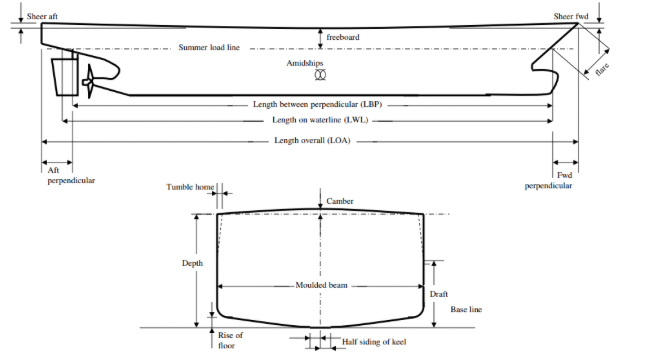 Sheer aft
Sheer fwd
freeboard
Summer load line
flare
Amidships
Length between perpendicular (LBP)
Length on waterline (LWL)
Length overall (LOA)
Aft
perpendicular
Fwd
perpendicular
Tumble home
Camber
Depth
Moulded beam
Draft
Base line
Rise of
floor
Half siding of keel